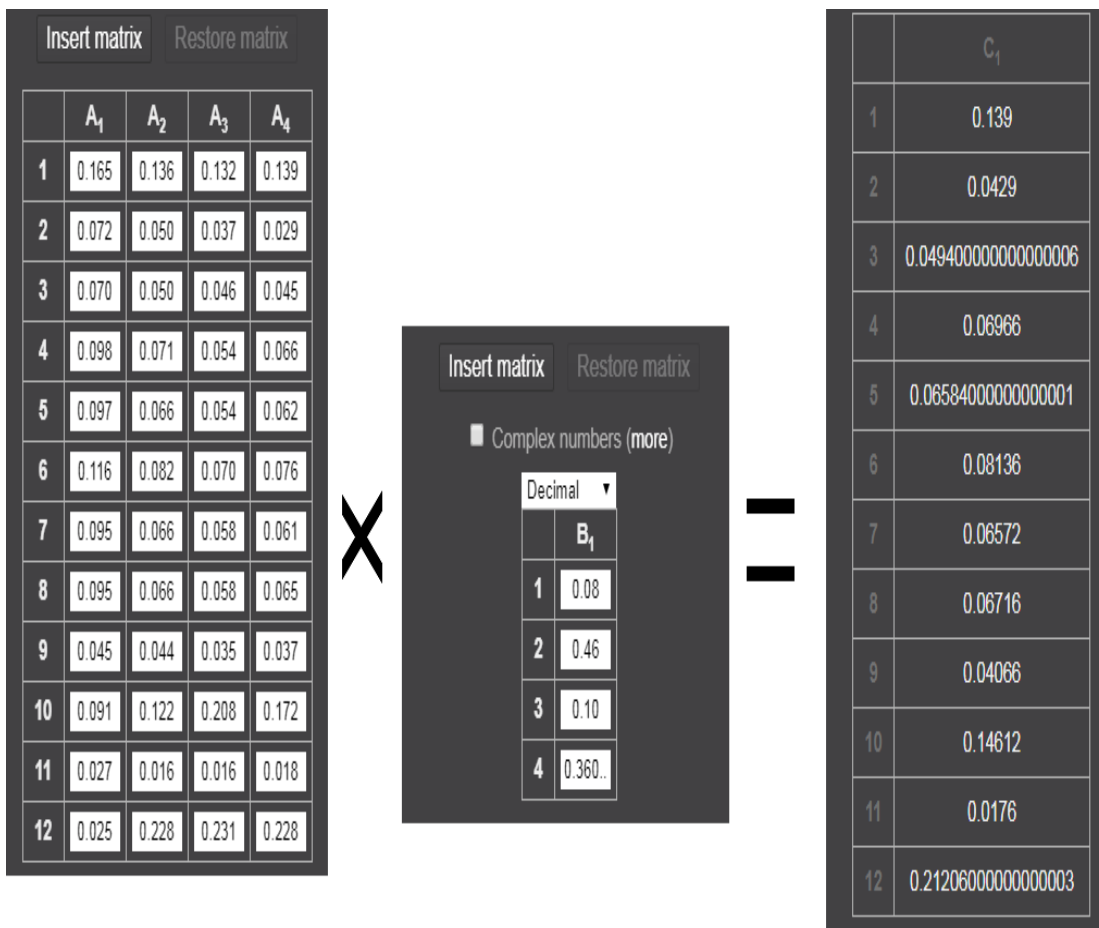 Insert matrix Restore matrix
A1 A2 A3 A4
1 0.165 0.136 0.132 0.139
2 0.072 0.050 0.037 0.029
3 0.070 0.050 0.046 0.045
4 0.098 0.071 0.054 0.066
5 0.097 0.066 0.054 0.062
6 0.116 0.082 0.070 0.076
7 0.095 0.066 0.058 0.061
8 0.095 0.066 0.058 0.065
9 0.045 0.044 0.035 0.037
10 0.091 0.122 0.208 0.172
11 0.027 0.016 0.016 0.018
12 0.025 0.228 0.231 0.228
X
Insert matrix Restore matrix
Complex numbers (more)
Decimal
B1
1 0.08
2 0.46
3 0.10
4 0.360..
=
C1
1 0.139
2 0.0429
3 0.049400000000000006
4 0.06966
5 0.06584000000000001
6 0.08136
7 0.06572
8 0.06716
9 0.04066
10 0.14612
11 0.0176
12 0.21206000000000003